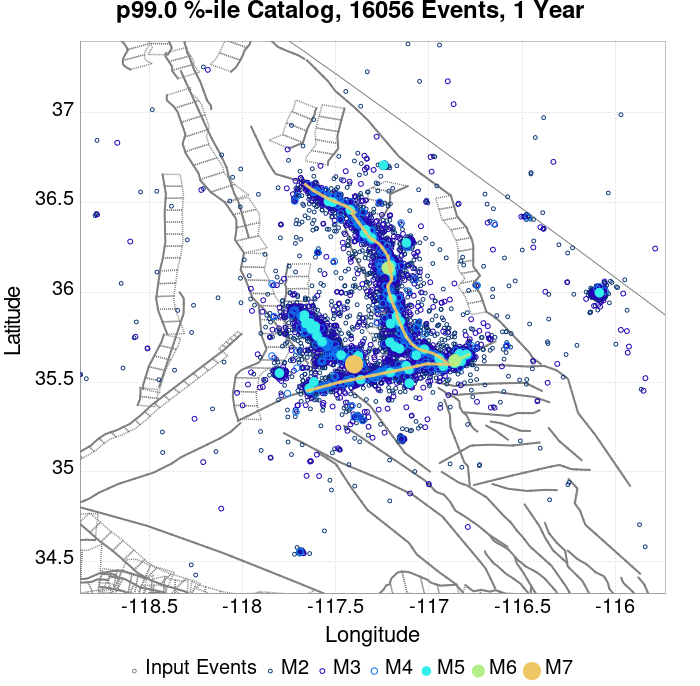 p99.0 %-ile Catalog, 16056 Events, 1 Year
37
36.5
36
35.5
35
34.5
Latitude
-118.5 -118 -117.5 -117 -116.5 -116
Longitude
Input Events M2 M3 M4 M5 M6 M7